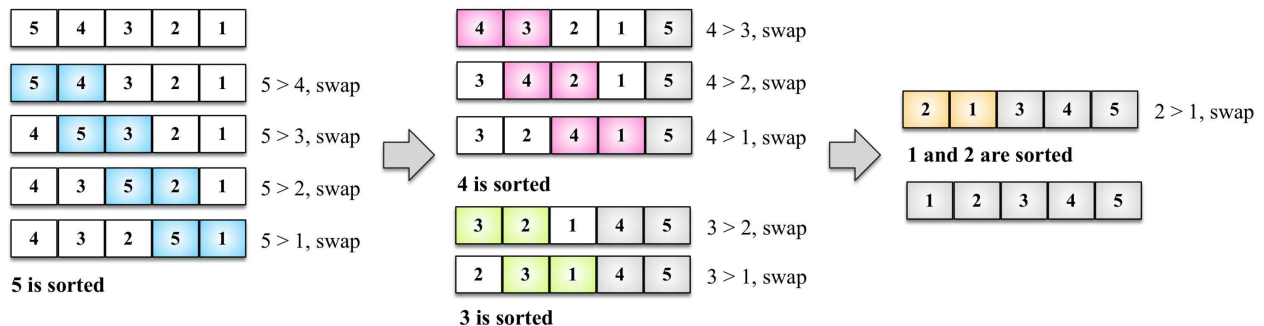 5 4 3 2 1
5 4 3 2 1 5 > 4, swap
4 5 3 2 1 5 > 3, swap
4 3 5 2 1 5 > 2, swap
4 3 2 5 1 5 > 1, swap
5 is sorted
4 3 2 1 5 4 > 3, swap
3 4 2 1 5 4 > 2, swap
3 2 4 1 5 4 > 1, swap
4 is sorted
3 2 1 4 5 3 > 2, swap
2 3 1 4 5 3 > 1, swap
3 is sorted
2 1 3 4 5 2 > 1, swap
1 and 2 are sorted
1 2 3 4 5